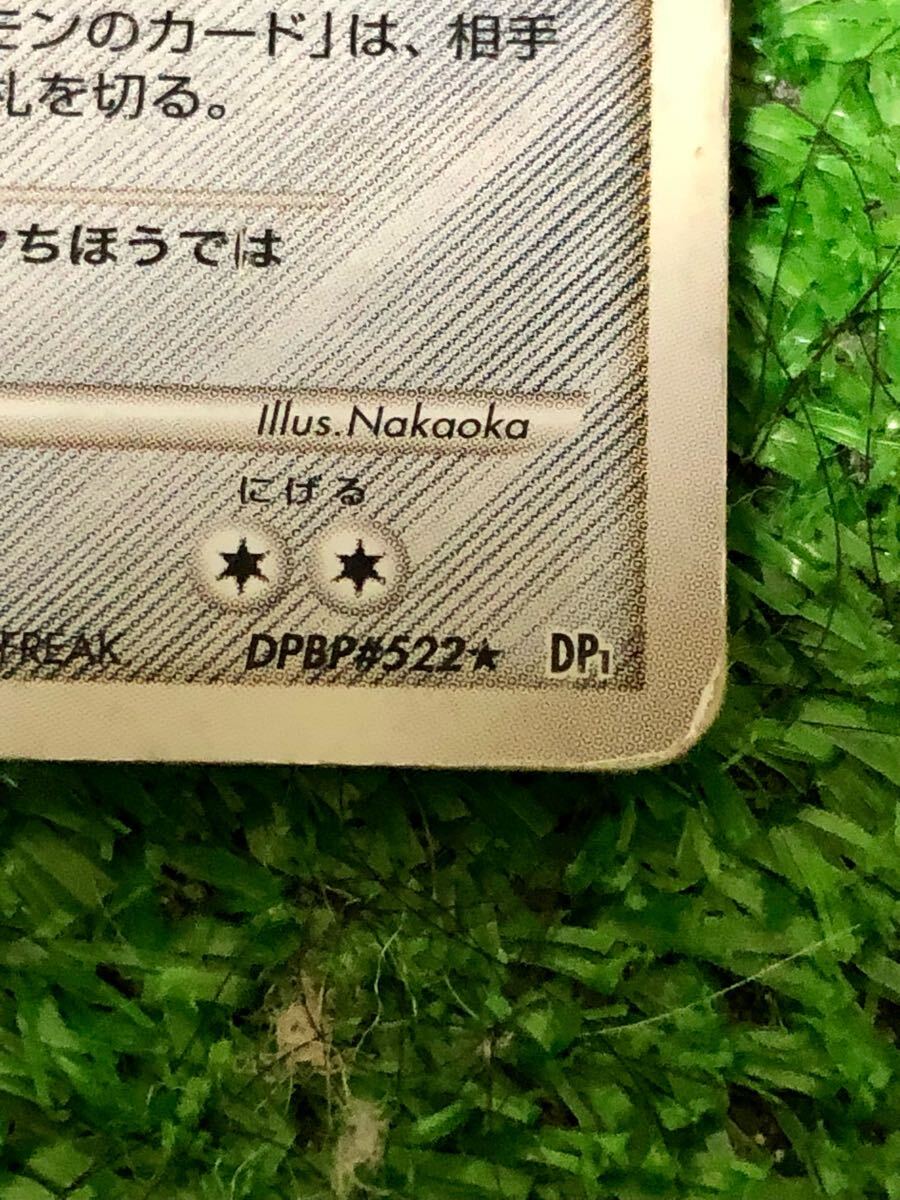 モンのカード」は、相手
札を切る。
ちほうでは
Illus.Nakaoka
にげる
FREAK
DPBP#522★ DP1